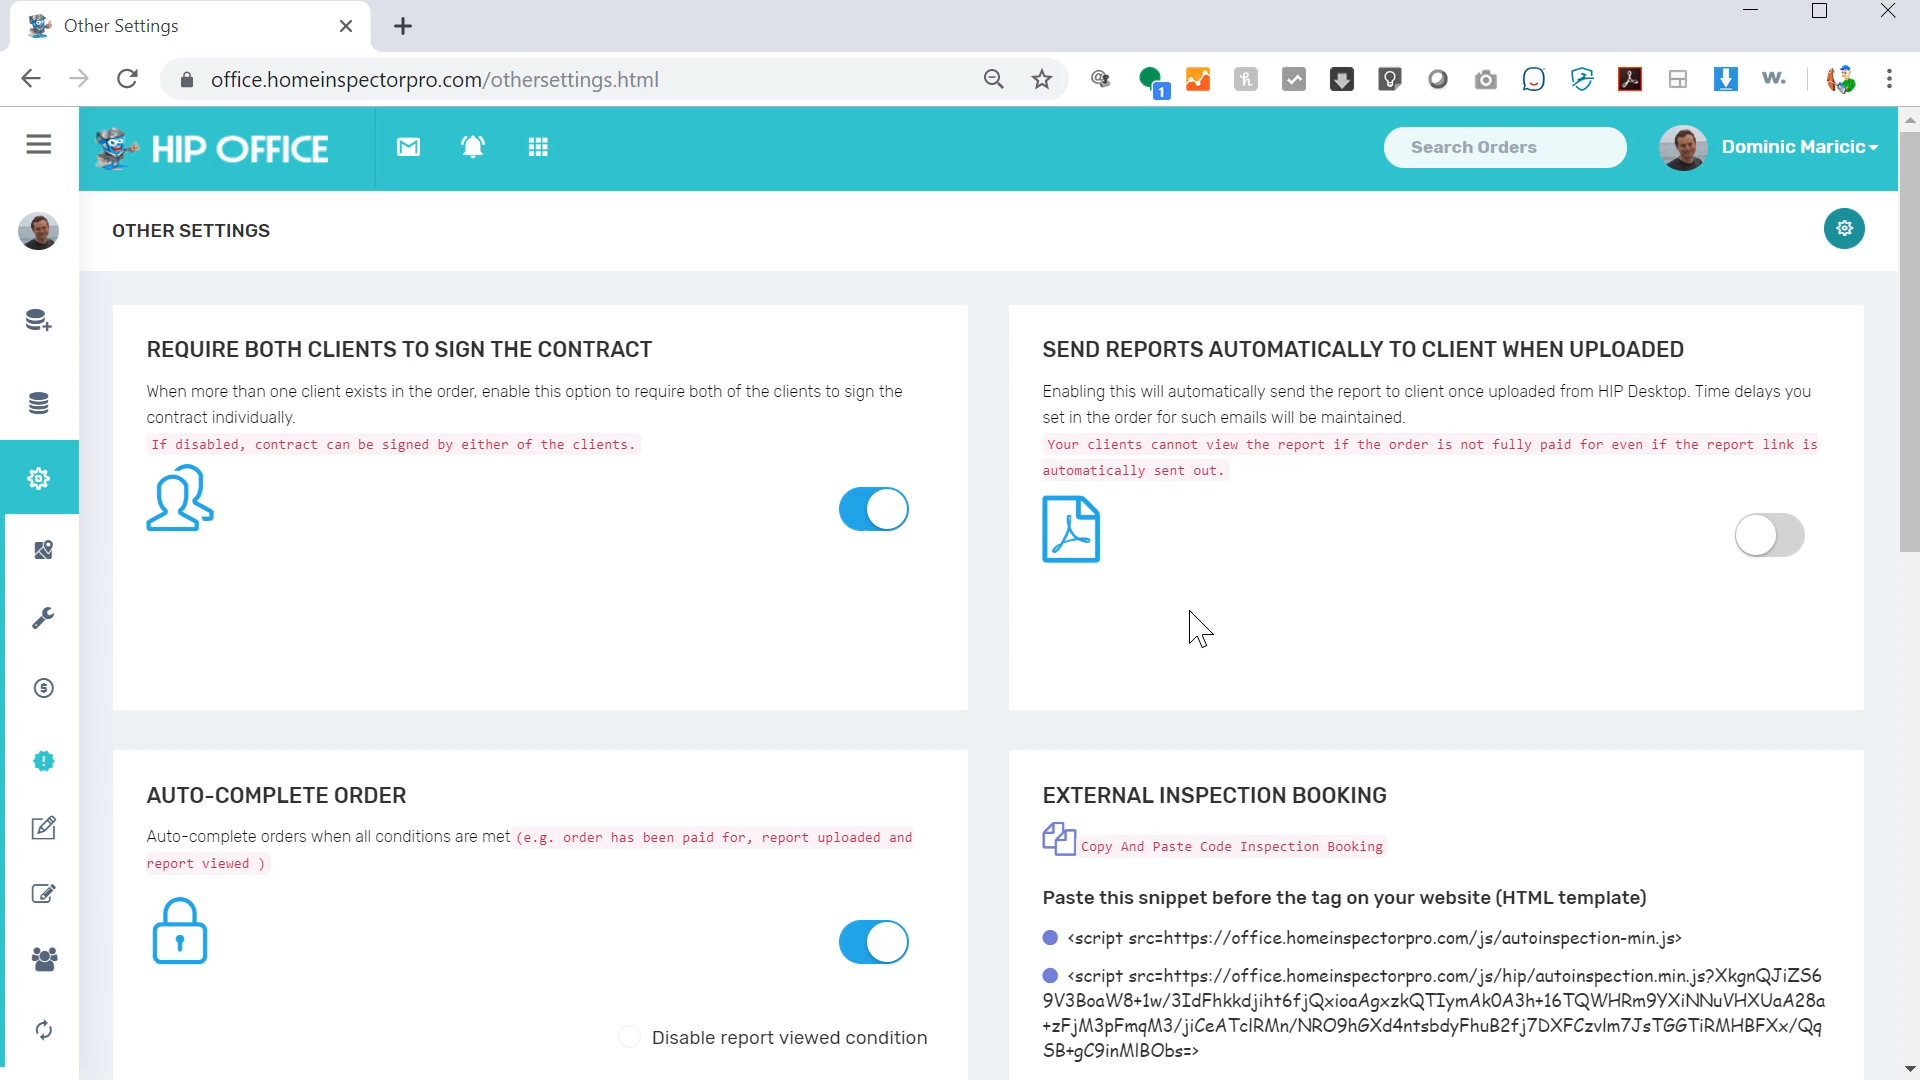 Other Settings
office.homeinspectorpro.com/othersettings.html
1
w.
HIP OFFICE
Search Orders
Dominic Maricic
OTHER SETTINGS
REQUIRE BOTH CLIENTS TO SIGN THE CONTRACT
When more than one client exists in the order, enable this option to require both of the clients to sign the
contract individually.
If disabled, contract can be signed by either of the clients.
SEND REPORTS AUTOMATICALLY TO CLIENT WHEN UPLOADED
Enabling this will automatically send the report to client once uploaded from HIP Desktop. Time delays you
set in the order for such emails will be maintained.
Your clients cannot view the report if the order is not fully paid for even if the report link is
automatically sent out.
AUTO-COMPLETE ORDER
Auto-complete orders when all conditions are met (e.g. order has been paid for, report uploaded and
report viewed )
Disable report viewed condition
EXTERNAL INSPECTION BOOKING
Copy And Paste Code Inspection Booking
Paste this snippet before the tag on your website (HTML template)
<script src=https://office.homeinspectorpro.com/js/autoinspection-min.js>
<script src=https://office.homeinspectorpro.com/js/hip/autoinspection.min.js?XkgnQJiZS6
9V3BoaW8+1w/3IdFhkkdjiht6fjQxioaAgxzkQTIymAk0A3h+16TQWHRm9YXiNNuVHXUaA28a
+zFjM3pFmqM3/jiCeATclRMn/NRO9hGXd4ntsbdyFhuB2fj7DXFCzvlm7JsTGGTiRMHBFXx/Qq
SB+gC9inMlBObs=>